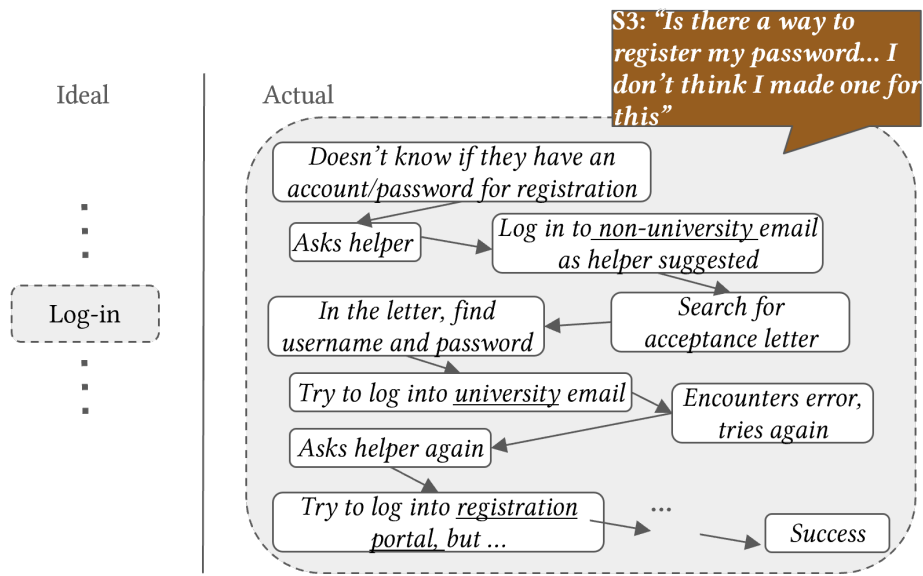 S3: “Is there a way to
register my password... I
don’t think I made one for
this”
Ideal
Actual
Doesn’t know if they have an
account/password for registration
Asks helper
Log in to non-university email
as helper suggested
Search for
acceptance letter
In the letter, find
username and password
Log-in
Try to log into university email
Encounters error,
tries again
Asks helper again
Try to log into registration
portal, but ...
...
Success